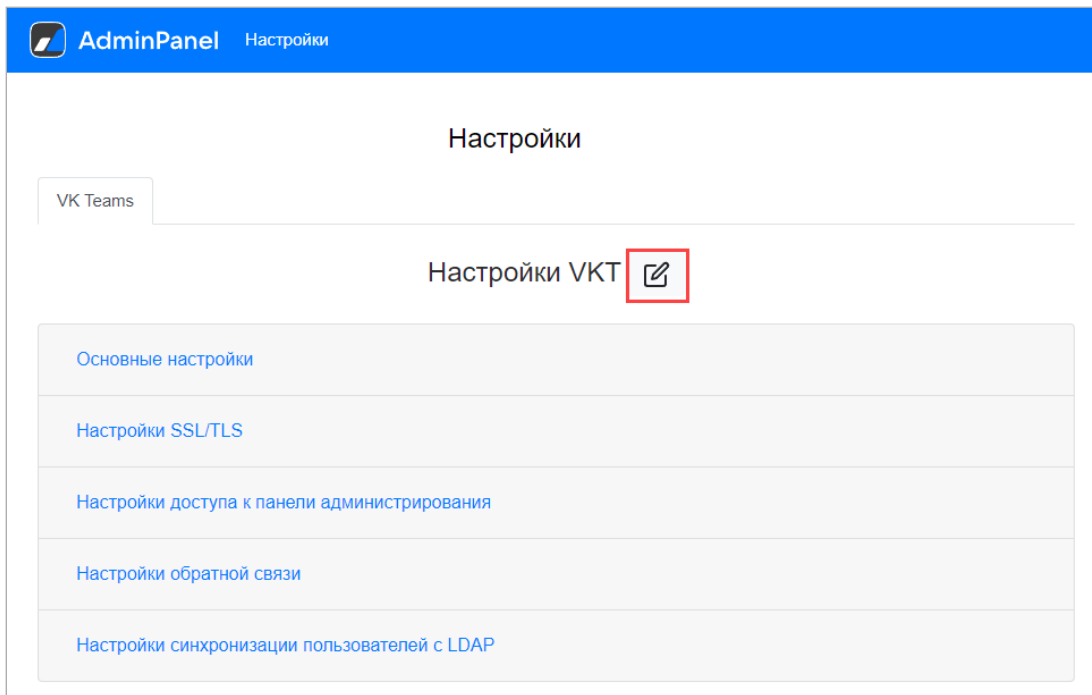 AdminPanel Настройки
Настройки
VK Teams
Настройки VKT
Основные настройки
Настройки SSL/TLS
Настройки доступа к панели администрирования
Настройки обратной связи
Настройки синхронизации пользователей с LDAP